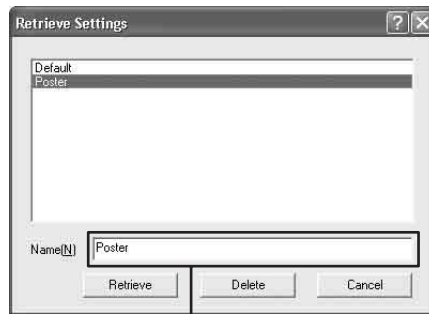 Retrieve Settings
Default
Poster
Name(N) Poster
Retrieve Delete Cancel